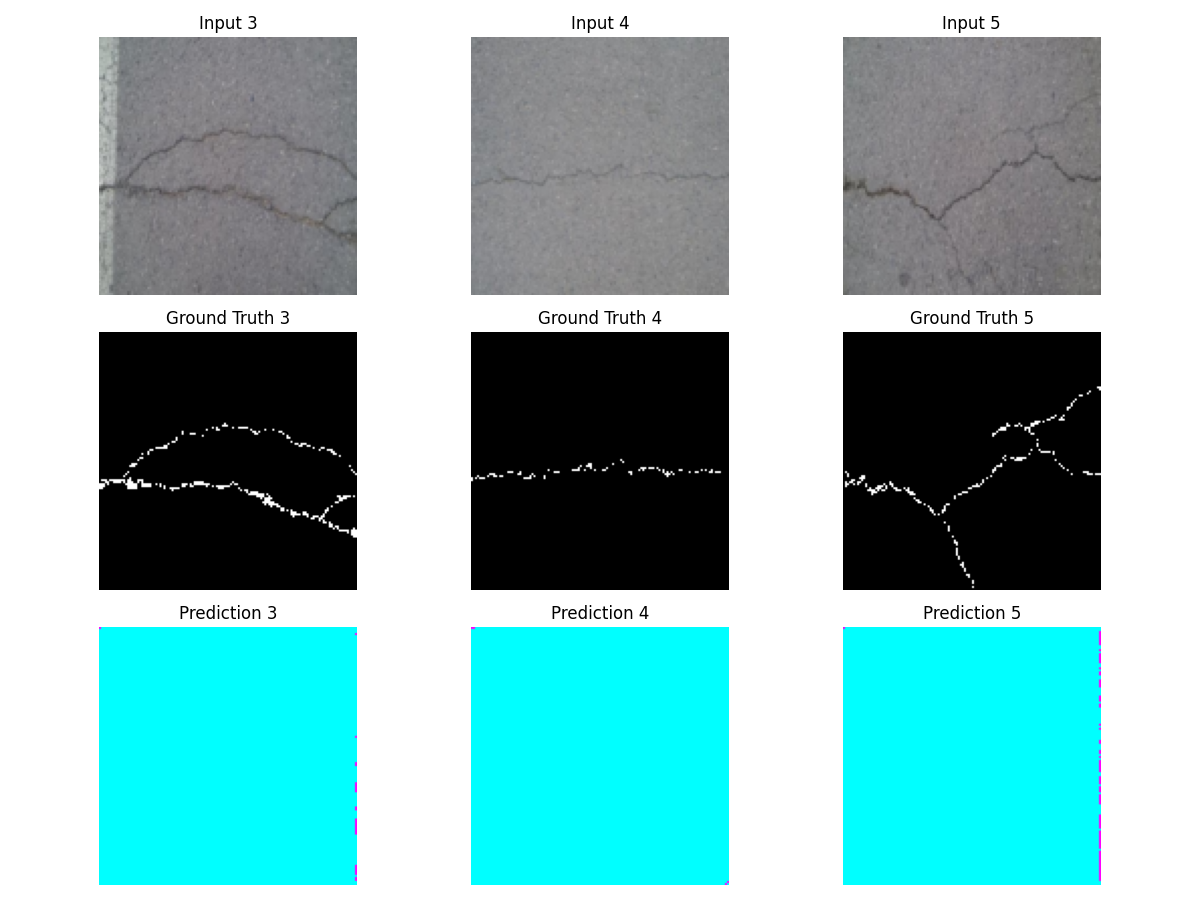 Input 3
Input 4
Input 5
Ground Truth 3
Ground Truth 4
Ground Truth 5
Prediction 3
Prediction 4
Prediction 5